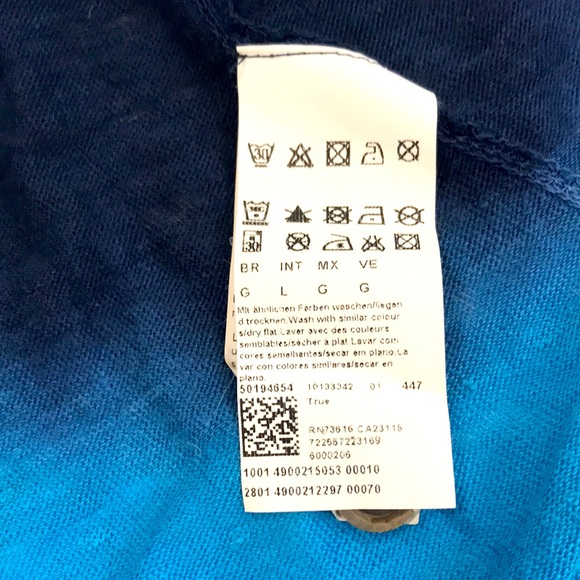 30
30
BR INT MX VE
G L G G
Mit ähnlichen Farben waschen/liegen
d trocknen.Wash with similar colour
s/dry flat.Laver avec des couleurs
semblables/sécher à plat.Lavar com
cores semelhantes/secar em plano.La
var con colores similares/secar en
plano.
50194654 10133342 01 447
True
RN73616 CA23116
722567223169
6000206
1001 4900215053 00010
2801 4900212297 00070